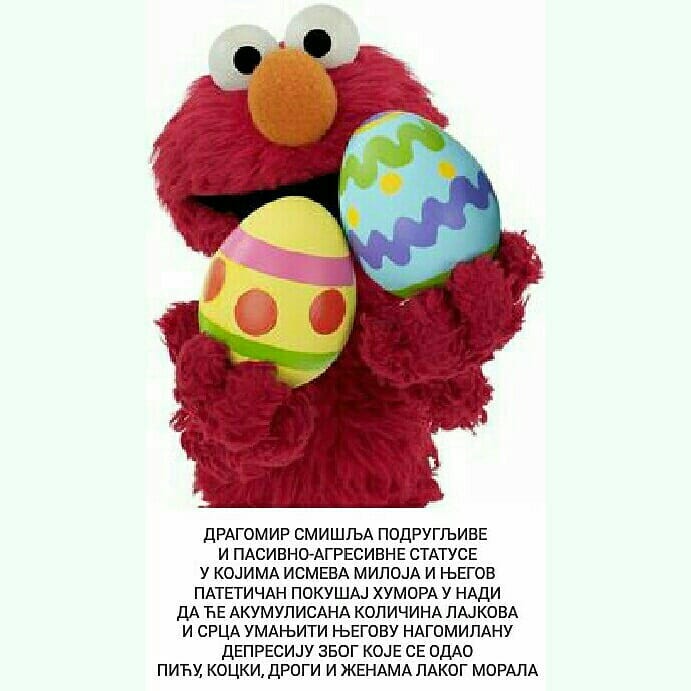 ДРАГОМИР СМИШЉА ПОДРУГЉИВЕ
И ПАСИВНО-АГРЕСИВНЕ СТАТУСЕ
У КОЈИМА ИСМЕВА МИЛОЈА И ЊЕГОВ
ПАТЕТИЧАН ПОКУШАЈ ХУМОРА У НАДИ
ДА ЋЕ АКУМУЛИСАНА КОЛИЧИНА ЛАЈКОВА
И СРЦА УМАЊИТИ ЊЕГОВУ НАГОМИЛАНУ
ДЕПРЕСИЈУ ЗБОГ КОЈЕ СЕ ОДАО
ПИЋУ, КОЦКИ, ДРОГИ И ЖЕНАМА ЛАКОГ МОРАЛА